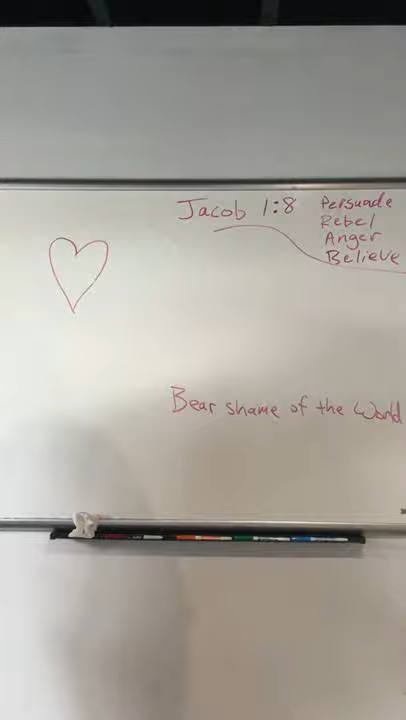 Jacob 1:8
Persuade
Rebel
Anger
Believe
Bear shame of the World